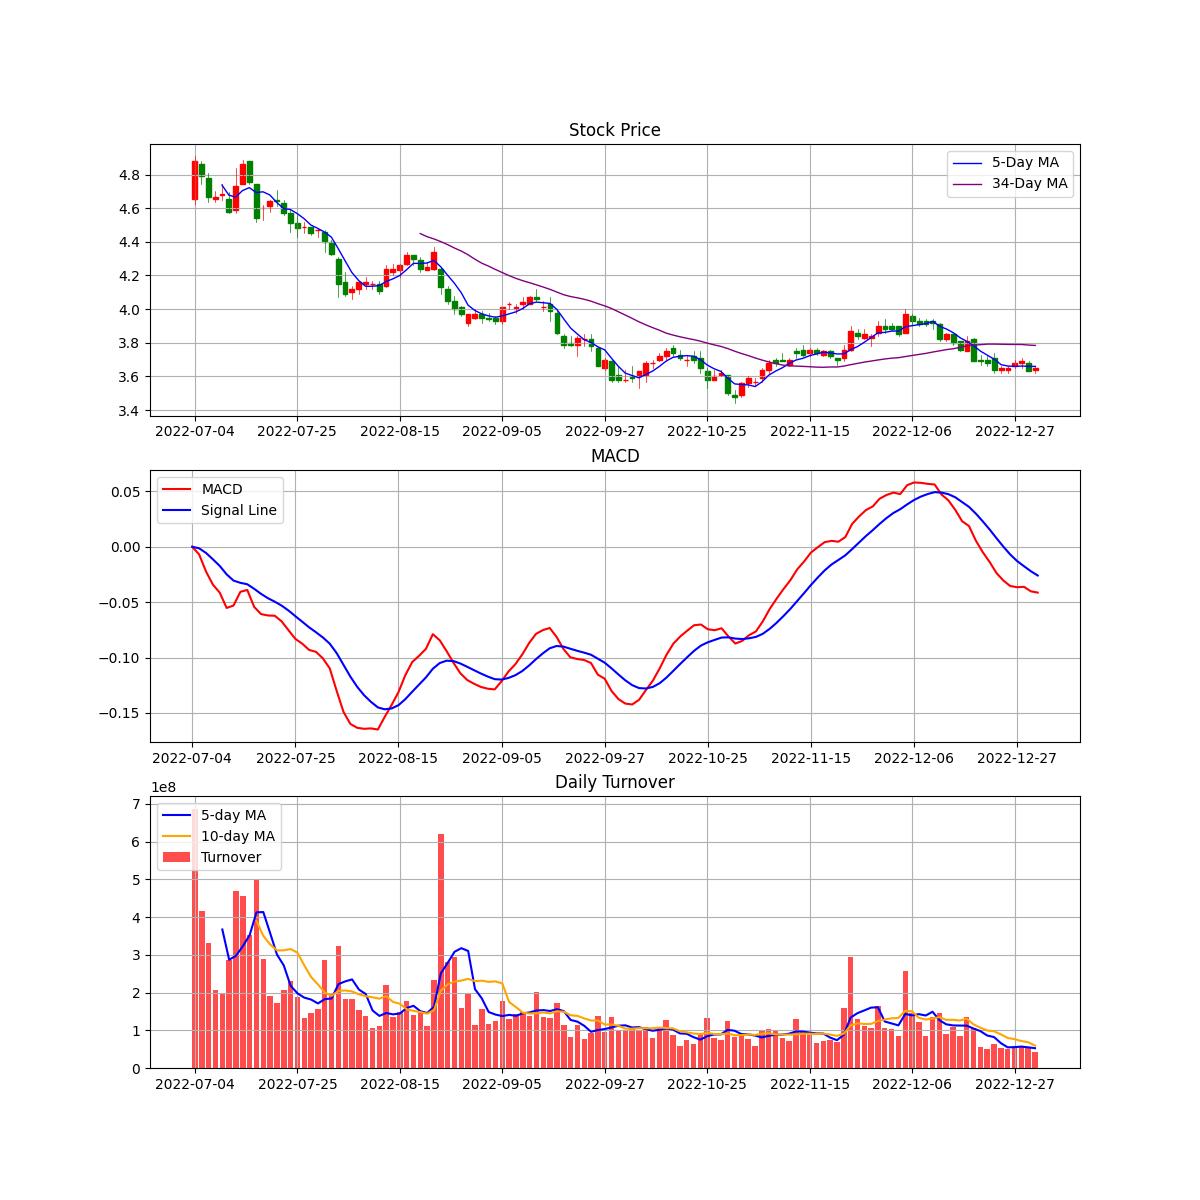 Stock Price
5-Day MA
34-Day MA
4.8
4.6
4.4
4.2
4.0
3.8
3.6
3.4
2022-07-04 2022-07-25 2022-08-15 2022-09-05 2022-09-27 2022-10-25 2022-11-15 2022-12-06 2022-12-27
MACD
MACD
Signal Line
0.05
0.00
−0.05
−0.10
−0.15
2022-07-04 2022-07-25 2022-08-15 2022-09-05 2022-09-27 2022-10-25 2022-11-15 2022-12-06 2022-12-27
Daily Turnover
1e8
5-day MA
10-day MA
Turnover
7
6
5
4
3
2
1
0
2022-07-04 2022-07-25 2022-08-15 2022-09-05 2022-09-27 2022-10-25 2022-11-15 2022-12-06 2022-12-27